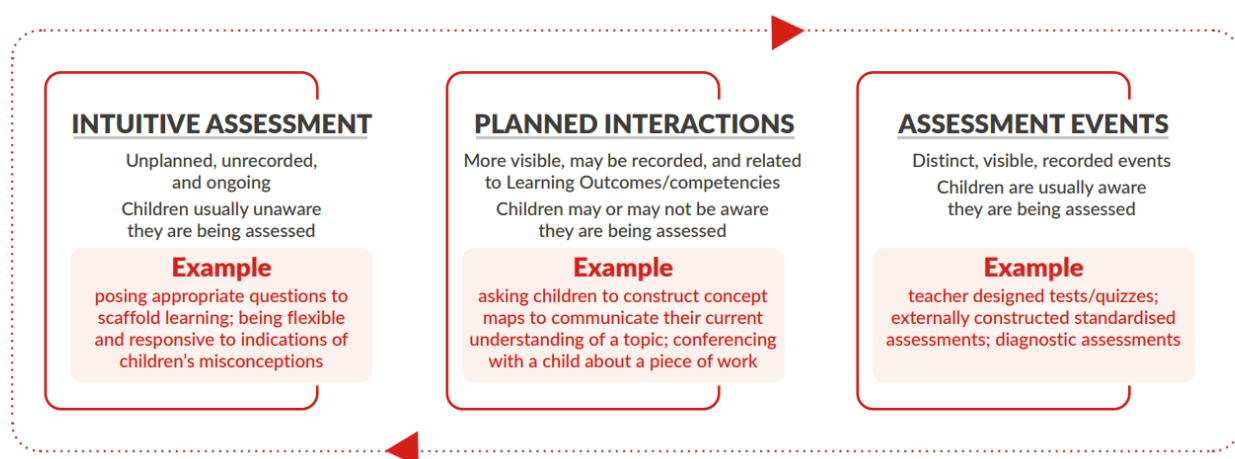 INTUITIVE ASSESSMENT
Unplanned, unrecorded,
and ongoing
Children usually unaware
they are being assessed
Example
posing appropriate questions to
scaffold learning; being flexible
and responsive to indications of
children's misconceptions
PLANNED INTERACTIONS
More visible, may be recorded, and related
to Learning Outcomes/competencies
Children may or may not be aware
they are being assessed
Example
asking children to construct concept
maps to communicate their current
understanding of a topic; conferencing
with a child about a piece of work
ASSESSMENT EVENTS
Distinct, visible, recorded events
Children are usually aware
they are being assessed
Example
teacher designed tests/quizzes;
externally constructed standardised
assessments; diagnostic assessments